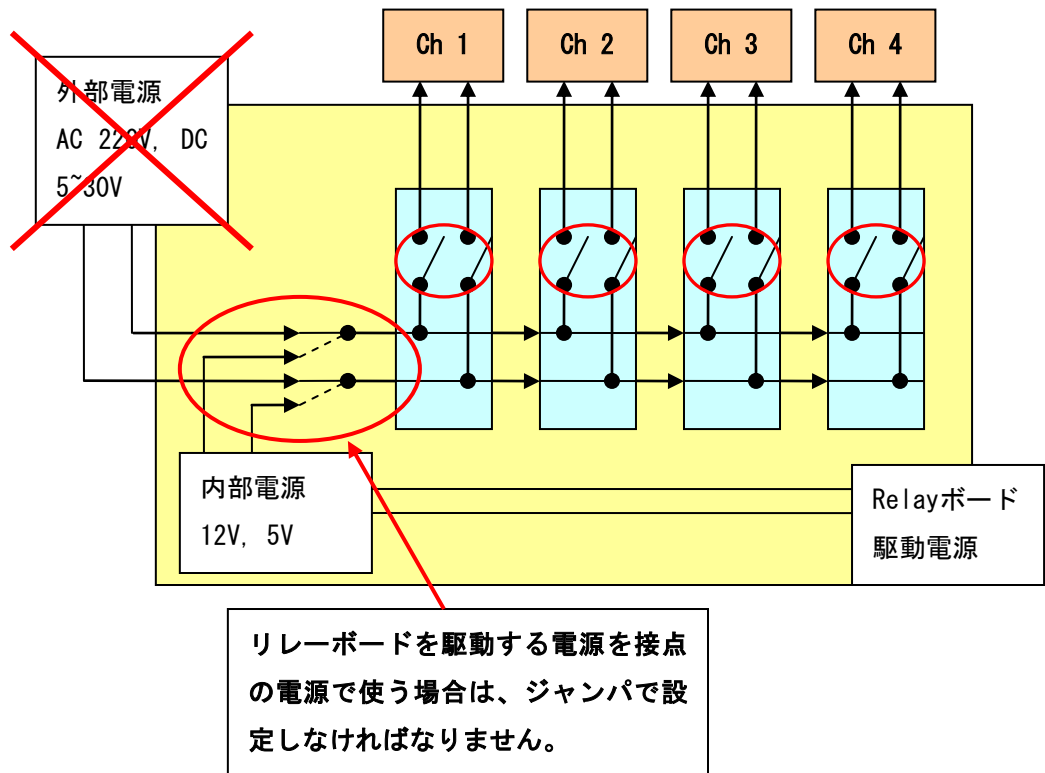 Ch 1
Ch 2
Ch 3
Ch 4
外部電源
AC 220V, DC
5~30V
内部電源
12V, 5V
Relayボード
駆動電源
リレーボードを駆動する電源を接点
の電源で使う場合は、ジャンパで設
定しなければなりません。